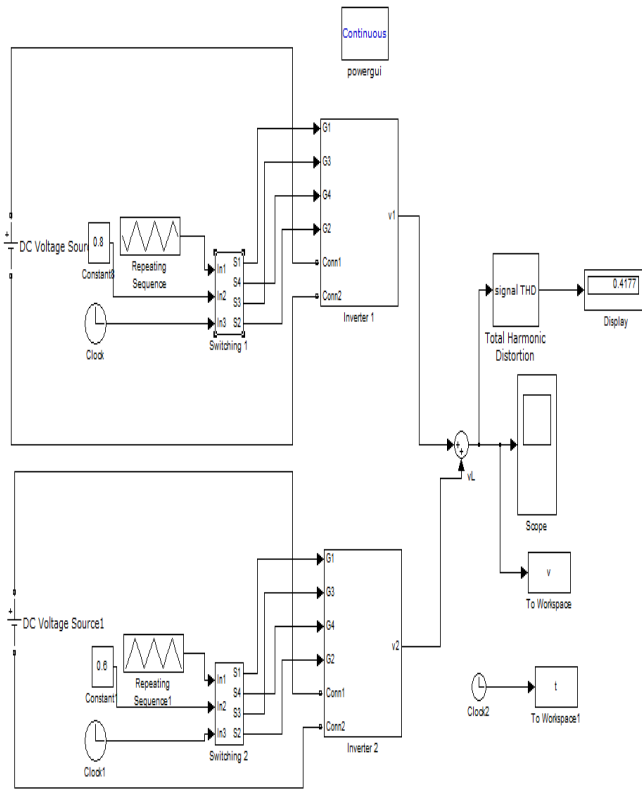 Continuous
powergui
G1
G3
G4
G2
Conn1
Conn2
v1
Inverter 1
DC Voltage Sour
0.8
Constant8
Repeating
Sequence
Clock
In1
In2
In3
S1
S4
S3
S2
Switching 1
signal THD
Total Harmonic
Distortion
0.4177
Display
+
+
vL
Scope
v
To Workspace
t
To Workspace1
Clock2
G1
G3
G4
G2
Conn1
Conn2
v2
Inverter 2
DC Voltage Source1
0.6
Constant1
Repeating
Sequence1
Clock1
In1
In2
In3
S1
S4
S3
S2
Switching 2